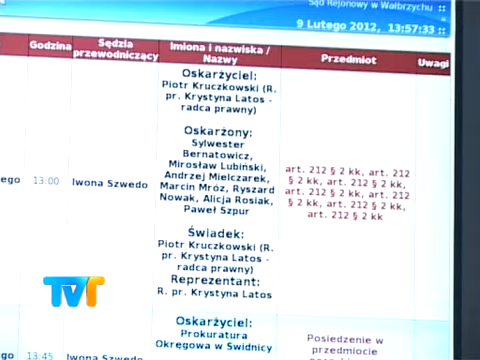 Sąd Rejonowy w Wałbrzychu ::
9 Lutego 2012, 13:57:33 ::
Godzina
Sędzia
przewodniczący
Imiona i nazwiska /
Nazwy
Przedmiot
Uwagi
ego
13:00
Iwona Szwedo
Oskarżyciel:
Piotr Kruczkowski (R.
pr. Krystyna Latos -
radca prawny)
Oskarżony:
Sylwester
Bernatowicz,
Mirosław Lubiński,
Andrzej Mielczarek,
Marcin Mróz, Ryszard
Nowak, Alicja Rosiak,
Paweł Szpur
Świadek:
Piotr Kruczkowski (R.
pr. Krystyna Latos -
radca prawny)
Reprezentant:
R. pr. Krystyna Latos
art. 212 § 2 kk, art. 212
§ 2 kk, art. 212 § 2 kk,
art. 212 § 2 kk, art. 212
§ 2 kk, art. 212 § 2 kk,
art. 212 § 2 kk
TVT
ego
13:45
Iwona Szwedo
Oskarżyciel:
Prokuratura
Okręgowa w Świdnicy
Posiedzenie w
przedmiocie